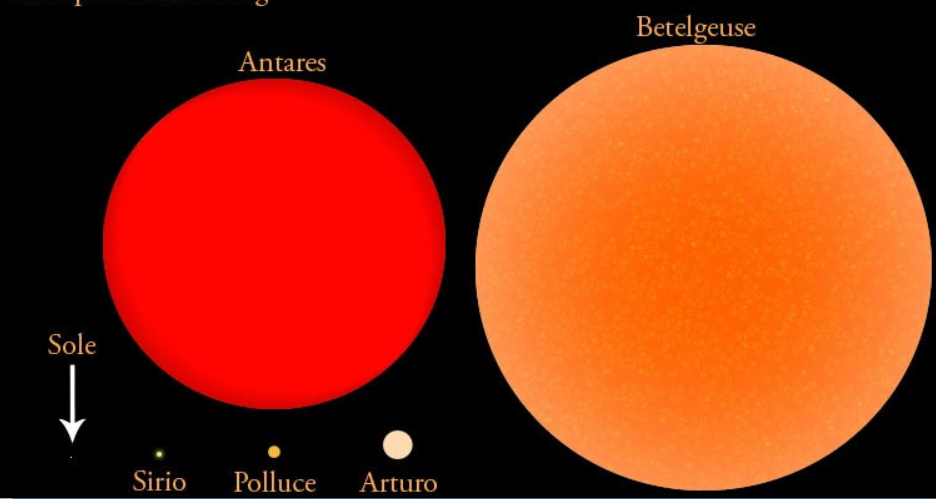 Betelgeuse
Antares
Sole
Sirio
Polluce
Arturo